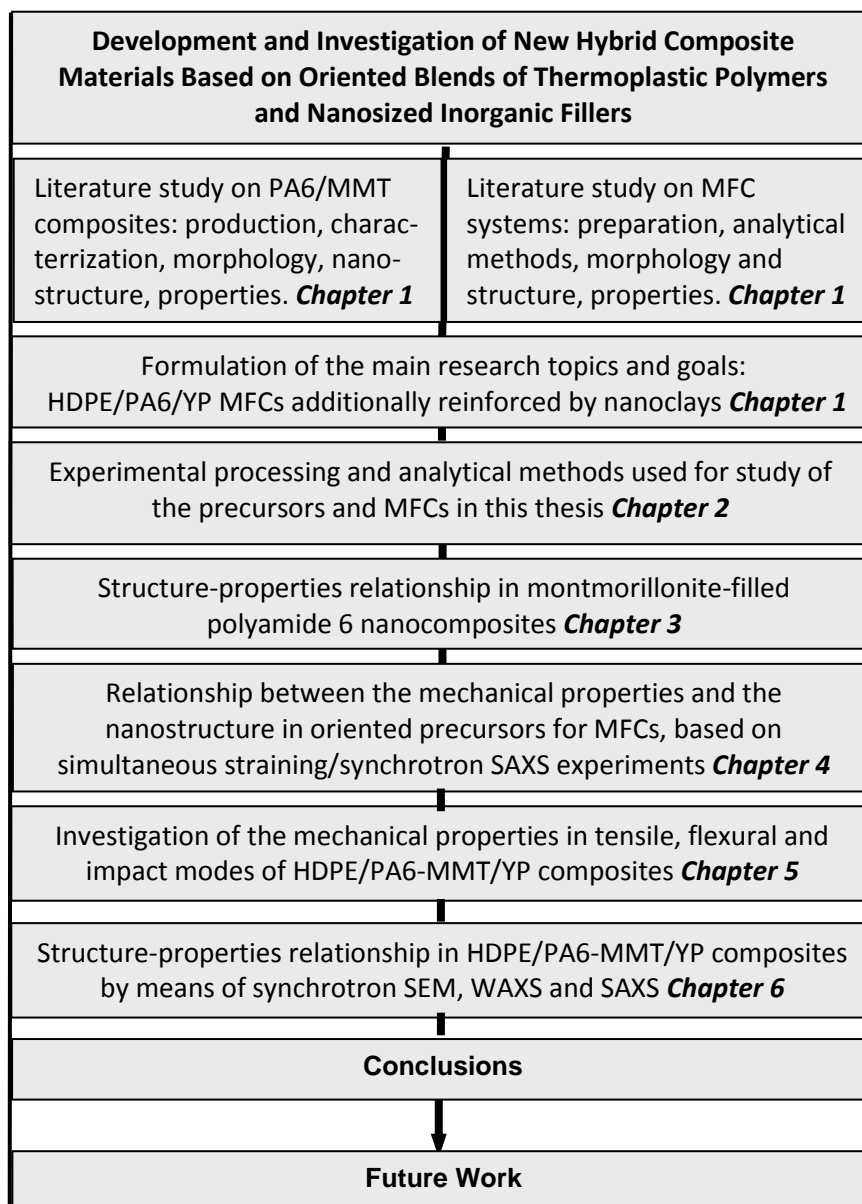 Development and Investigation of New Hybrid Composite
Materials Based on Oriented Blends of Thermoplastic Polymers
and Nanosized Inorganic Fillers
Literature study on PA6/MMT
composites: production, charac-
terrization, morphology, nano-
structure, properties. Chapter 1
Literature study on MFC
systems: preparation, analytical
methods, morphology and
structure, properties. Chapter 1
Formulation of the main research topics and goals:
HDPE/PA6/YP MFCs additionally reinforced by nanoclays Chapter 1
Experimental processing and analytical methods used for study of
the precursors and MFCs in this thesis Chapter 2
Structure-properties relationship in montmorillonite-filled
polyamide 6 nanocomposites Chapter 3
Relationship between the mechanical properties and the
nanostructure in oriented precursors for MFCs, based on
simultaneous straining/synchrotron SAXS experiments Chapter 4
Investigation of the mechanical properties in tensile, flexural and
impact modes of HDPE/PA6-MMT/YP composites Chapter 5
Structure-properties relationship in HDPE/PA6-MMT/YP composites
by means of synchrotron SEM, WAXS and SAXS Chapter 6
Conclusions
Future Work